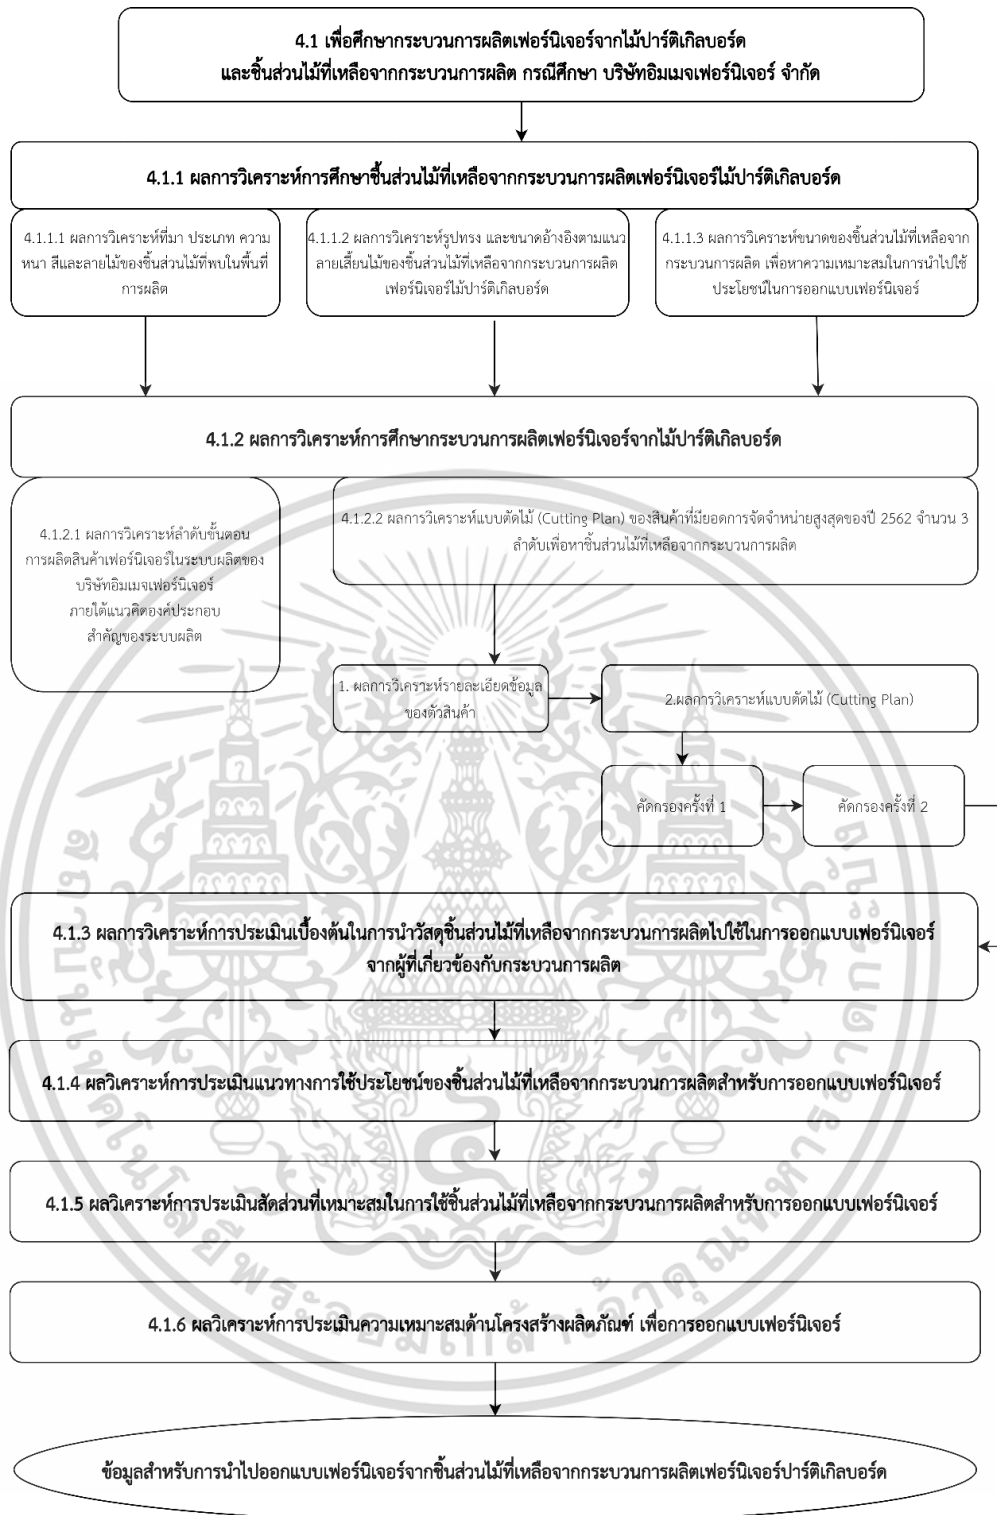 4.1 เพื่อศึกษากระบวนการผลิตเฟอร์นิเจอร์จากไม้ปาร์ติเกิลบอร์ด
และชิ้นส่วนไม้ที่เหลือจากกระบวนการผลิต กรณีศึกษา บริษัทอิมเมจเฟอร์นิเจอร์ จำกัด
4.1.1 ผลการวิเคราะห์การศึกษาชิ้นส่วนไม้ที่เหลือจากกระบวนการผลิตเฟอร์นิเจอร์ไม้ปาร์ติเกิลบอร์ด
4.1.1.1 ผลการวิเคราะห์ที่มา ประเภท ความ
หนา สีและลายไม้ของชิ้นส่วนไม้ที่พบในพื้นที่
การผลิต
4.1.1.2 ผลการวิเคราะห์รูปทรง และขนาดอ้างอิงตามแนว
ลายเสี้ยนไม้ของชิ้นส่วนไม้ที่เหลือจากกระบวนการผลิต
เฟอร์นิเจอร์ไม้ปาร์ติเกิลบอร์ด
4.1.1.3 ผลการวิเคราะห์ขนาดของชิ้นส่วนไม้ที่เหลือจาก
กระบวนการผลิต เพื่อหาความเหมาะสมในการนำไปใช้
ประโยชน์ในการออกแบบเฟอร์นิเจอร์
4.1.2 ผลการวิเคราะห์การศึกษากระบวนการผลิตเฟอร์นิเจอร์จากไม้ปาร์ติเกิลบอร์ด
4.1.2.1 ผลการวิเคราะห์ลำดับขั้นตอน
การผลิตสินค้าเฟอร์นิเจอร์ในระบบผลิตของ
บริษัทอิมเมจเฟอร์นิเจอร์
ภายใต้แนวคิดองค์ประกอบ
สำคัญของระบบผลิต
4.1.2.2 ผลการวิเคราะห์แบบตัดไม้ (Cutting Plan) ของสินค้าที่มียอดการจัดจำหน่ายสูงสุดของปี 2562 จำนวน 3
ลำดับเพื่อหาชิ้นส่วนไม้ที่เหลือจากกระบวนการผลิต
1. ผลการวิเคราะห์รายละเอียดข้อมูล
ของตัวสินค้า
2.ผลการวิเคราะห์แบบตัดไม้ (Cutting Plan)
คัดกรองครั้งที่ 1
คัดกรองครั้งที่ 2
4.1.3 ผลการวิเคราะห์การประเมินเบื้องต้นในการนำวัสดุชิ้นส่วนไม้ที่เหลือจากกระบวนการผลิตไปใช้ในการออกแบบเฟอร์นิเจอร์
จากผู้ที่เกี่ยวข้องกับกระบวนการผลิต
4.1.4 ผลวิเคราะห์การประเมินแนวทางการใช้ประโยชน์ของชิ้นส่วนไม้ที่เหลือจากกระบวนการผลิตสำหรับการออกแบบเฟอร์นิเจอร์
4.1.5 ผลวิเคราะห์การประเมินสัดส่วนที่เหมาะสมในการใช้ชิ้นส่วนไม้ที่เหลือจากกระบวนการผลิตสำหรับการออกแบบเฟอร์นิเจอร์
4.1.6 ผลวิเคราะห์การประเมินความเหมาะสมด้านโครงสร้างผลิตภัณฑ์ เพื่อการออกแบบเฟอร์นิเจอร์
ข้อมูลสำหรับการนำไปออกแบบเฟอร์นิเจอร์จากชิ้นส่วนไม้ที่เหลือจากกระบวนการผลิตเฟอร์นิเจอร์ปาร์ติเกิลบอร์ด
สถาบันเทคโนโลยีพระจอมเกล้าเจ้าคุณทหารลาดกระบัง